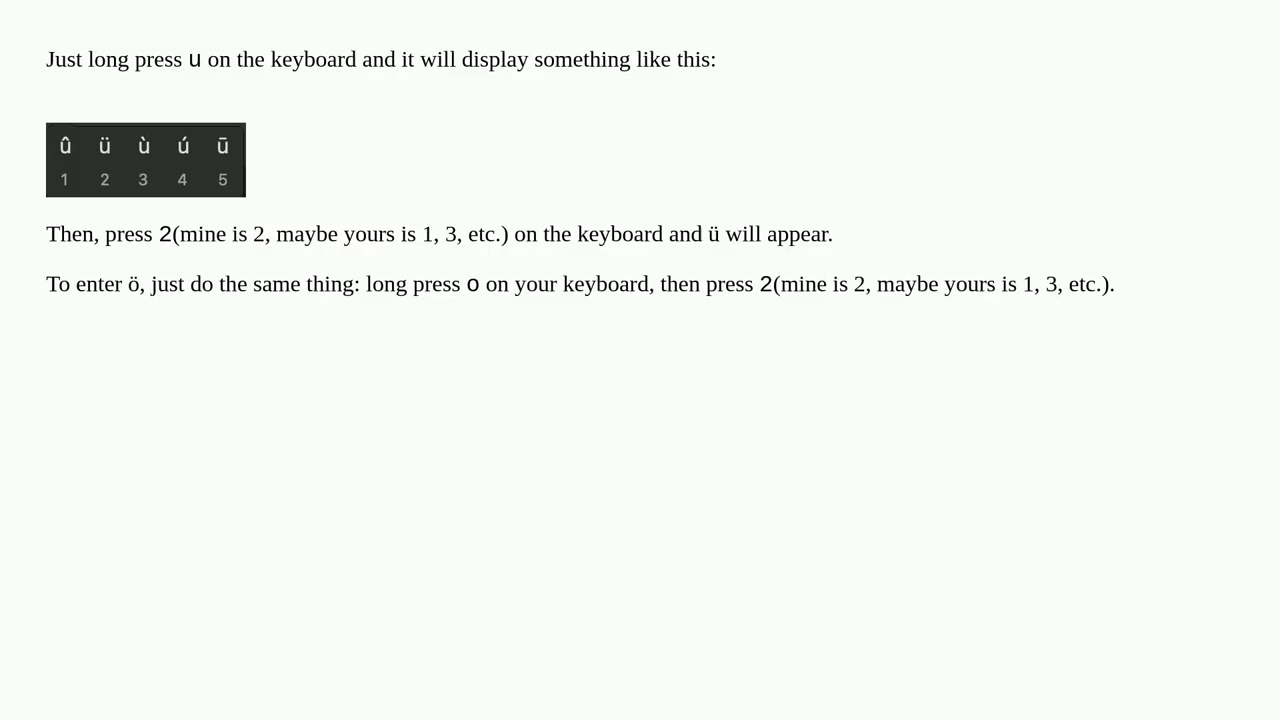 Just long press u on the keyboard and it will display something like this:
û ü ù ú ū
1 2 3 4 5
Then, press 2(mine is 2, maybe yours is 1, 3, etc.) on the keyboard and ü will appear.
To enter ö, just do the same thing: long press o on your keyboard, then press 2(mine is 2, maybe yours is 1, 3, etc.).